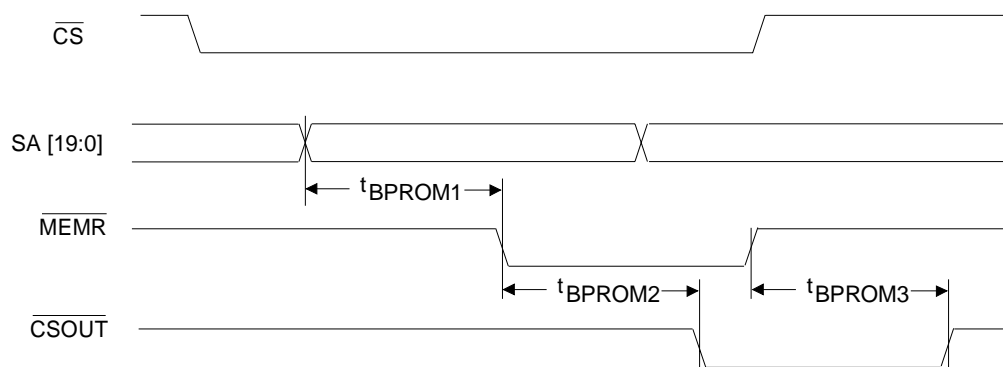 CS
SA [19:0]
tBPROM1
MEMR
tBPROM2
tBPROM3
CSOUT